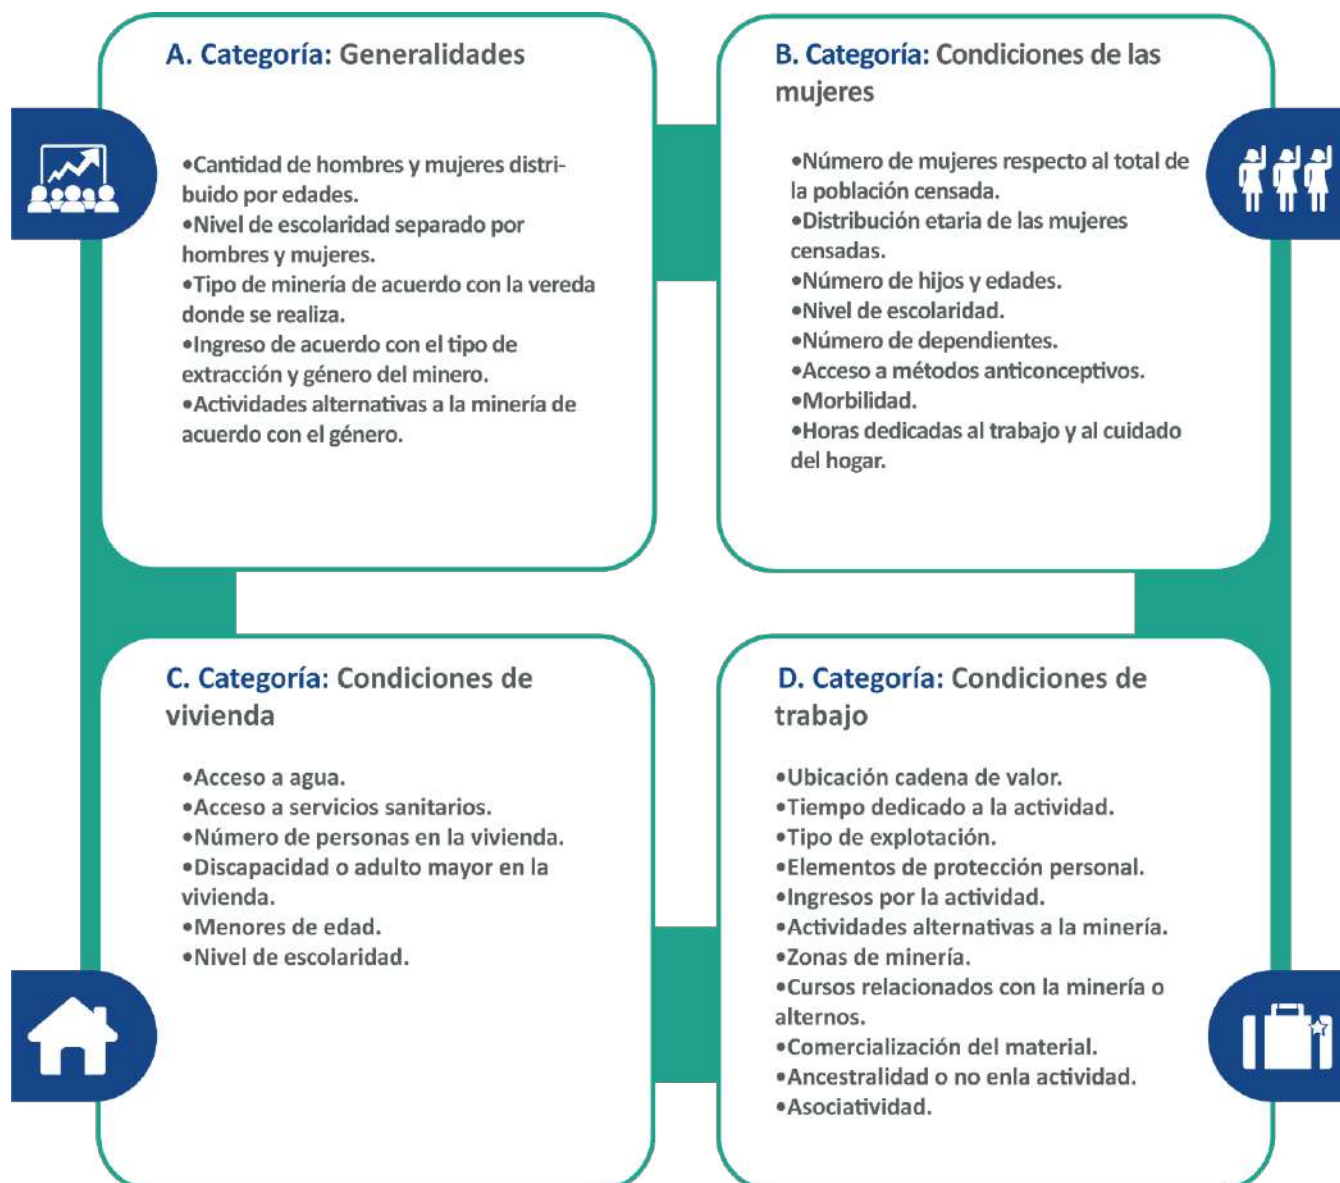 A. Categoría: Generalidades
•Cantidad de hombres y mujeres distri-
buido por edades.
•Nivel de escolaridad separado por
hombres y mujeres.
•Tipo de minería de acuerdo con la vereda
donde se realiza.
•Ingreso de acuerdo con el tipo de
extracción y género del minero.
•Actividades alternativas a la minería de
acuerdo con el género.
B. Categoría: Condiciones de las
mujeres
•Número de mujeres respecto al total de
la población censada.
•Distribución etaria de las mujeres
censadas.
•Número de hijos y edades.
•Nivel de escolaridad.
•Número de dependientes.
•Acceso a métodos anticonceptivos.
•Morbilidad.
•Horas dedicadas al trabajo y al cuidado
del hogar.
C. Categoría: Condiciones de
vivienda
•Acceso a agua.
•Acceso a servicios sanitarios.
•Número de personas en la vivienda.
•Discapacidad o adulto mayor en la
vivienda.
•Menores de edad.
•Nivel de escolaridad.
D. Categoría: Condiciones de
trabajo
•Ubicación cadena de valor.
•Tiempo dedicado a la actividad.
•Tipo de explotación.
•Elementos de protección personal.
•Ingresos por la actividad.
•Actividades alternativas a la minería.
•Zonas de minería.
•Cursos relacionados con la minería o
alternos.
•Comercialización del material.
•Ancestralidad o no enla actividad.
•Asociatividad.